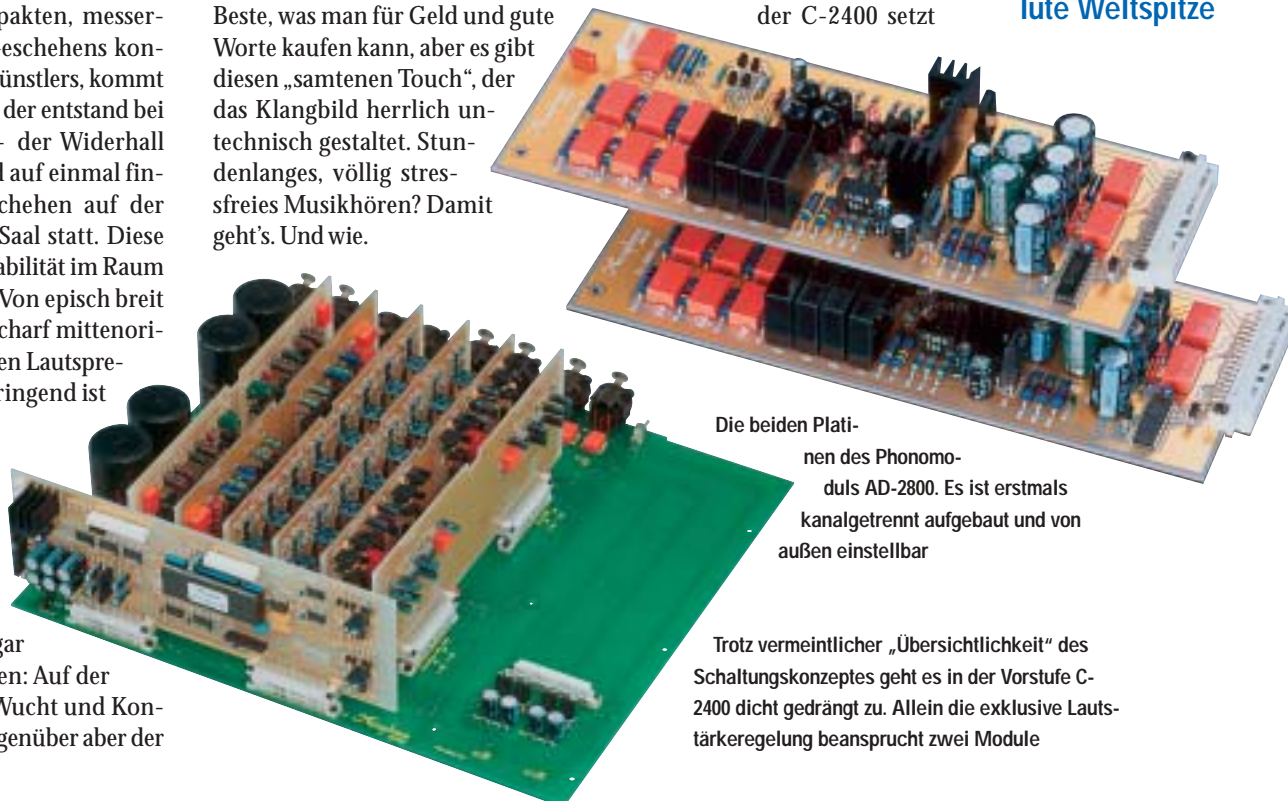 pakten, messer-
Geschehens kon-
ünstlers, kommt
der entstand bei
– der Widerhall
d auf einmal fin-
chehen auf der
Saal statt. Diese
abilität im Raum
Von episch breit
charf mittenori-
en Lautspre-
ringend ist
gar
en: Auf der
Wucht und Kon-
genüber aber der
Beste, was man für Geld und gute
Worte kaufen kann, aber es gibt
diesen „samtenen Touch“, der
das Klangbild herrlich un-
technisch gestaltet. Stun-
denlanges, völlig stres-
sfreies Musikhören? Damit
geht's. Und wie.
der C-2400 setzt
lute Weltspitze
Die beiden Plati-
nen des Phonomo-
duls AD-2800. Es ist erstmals
kanalgetrennt aufgebaut und von
außen einstellbar
Trotz vermeintlicher „Übersichtlichkeit“ des
Schaltungskonzeptes geht es in der Vorstufe C-
2400 dicht gedrängt zu. Allein die exklusive Lauts-
tärkeregelung beansprucht zwei Module